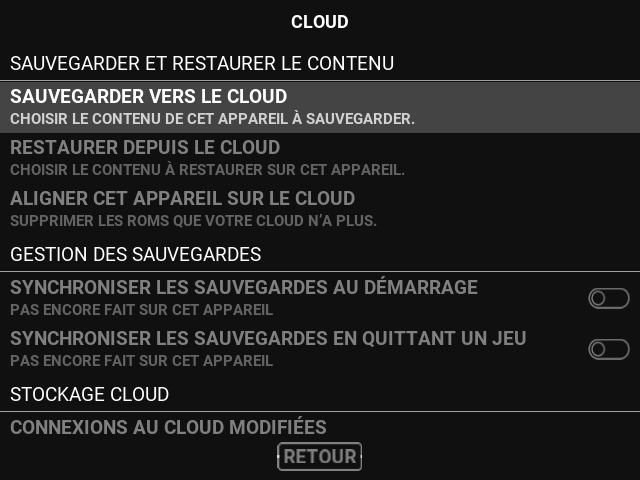 CLOUD
SAUVEGARDER ET RESTAURER LE CONTENU
SAUVEGARDER VERS LE CLOUD
CHOISIR LE CONTENU DE CET APPAREIL À SAUVEGARDER.
RESTAURER DEPUIS LE CLOUD
CHOISIR LE CONTENU À RESTAURER SUR CET APPAREIL.
ALIGNER CET APPAREIL SUR LE CLOUD
SUPPRIMER LES ROMS QUE VOTRE CLOUD N’A PLUS.
GESTION DES SAUVEGARDES
SYNCHRONISER LES SAUVEGARDES AU DÉMARRAGE
PAS ENCORE FAIT SUR CET APPAREIL
SYNCHRONISER LES SAUVEGARDES EN QUITTANT UN JEU
PAS ENCORE FAIT SUR CET APPAREIL
STOCKAGE CLOUD
CONNEXIONS AU CLOUD MODIFIÉES
RETOUR